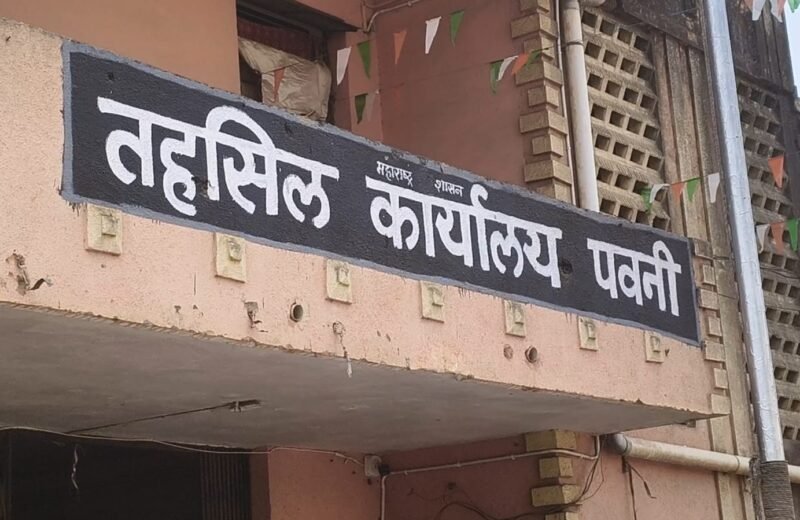 महाराष्ट्र शासन
तहसिल कार्यालय पवनी